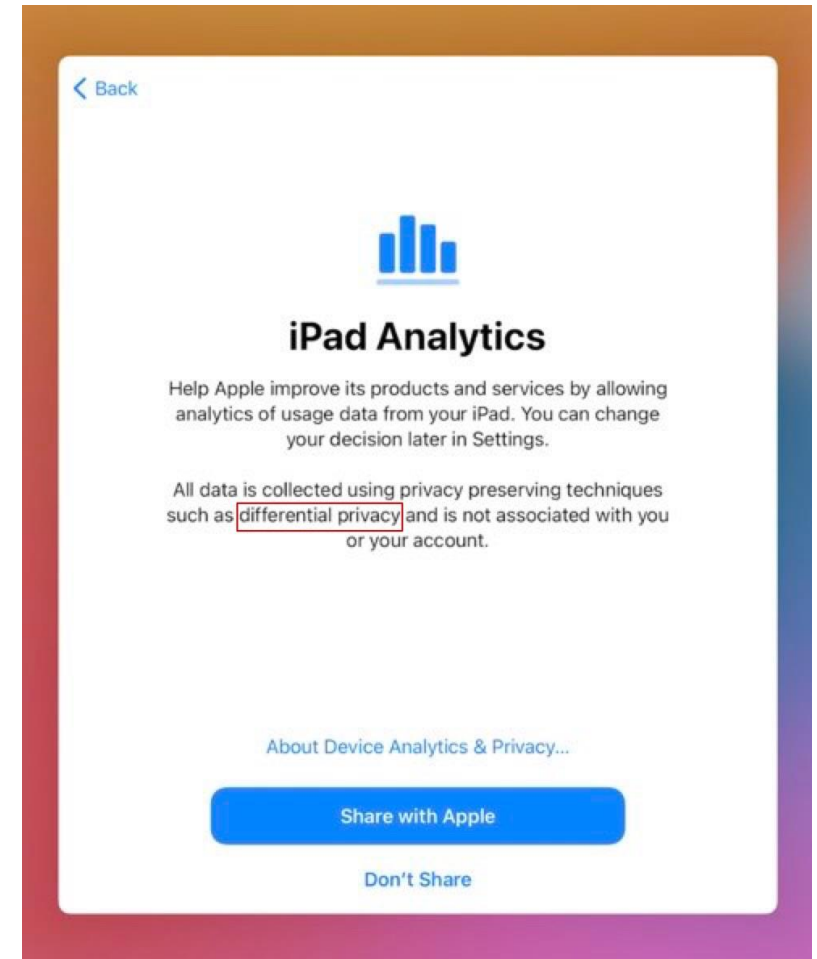 Back
iPad Analytics
Help Apple improve its products and services by allowing
analytics of usage data from your iPad. You can change
your decision later in Settings.
All data is collected using privacy preserving techniques
such as differential privacy and is not associated with you
or your account.
About Device Analytics & Privacy...
Share with Apple
Don't Share